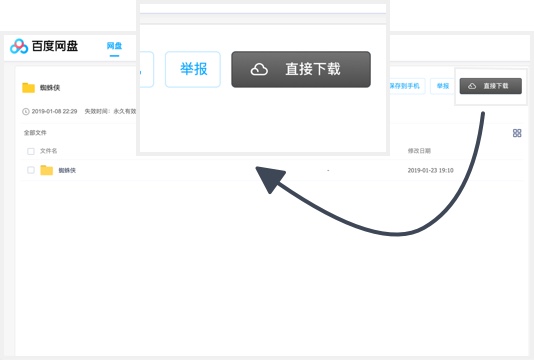 百度网盘 网盘
举报 直接下载
蜘蛛侠
保存到手机 举报 直接下载
2019-01-08 22:29 失效时间：永久有效
全部文件
文件名 修改日期
蜘蛛侠 - 2019-01-23 19:10